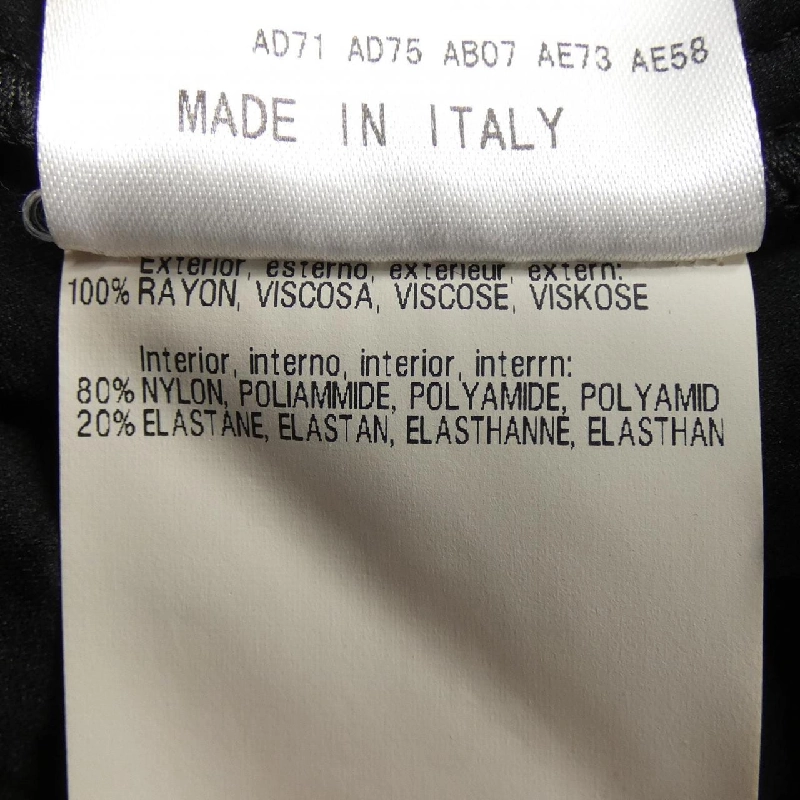 AD71 AD75 AB07 AE73 AE58
MADE IN ITALY
Exterior, esterno, exterieur, extern:
100% RAYON, VISCOSA, VISCOSE, VISKOSE
Interior, interno, interior, interrn:
80% NYLON, POLIAMMIDE, POLYAMIDE, POLYAMID
20% ELASTANE, ELASTAN, ELASTHANNE, ELASTHAN